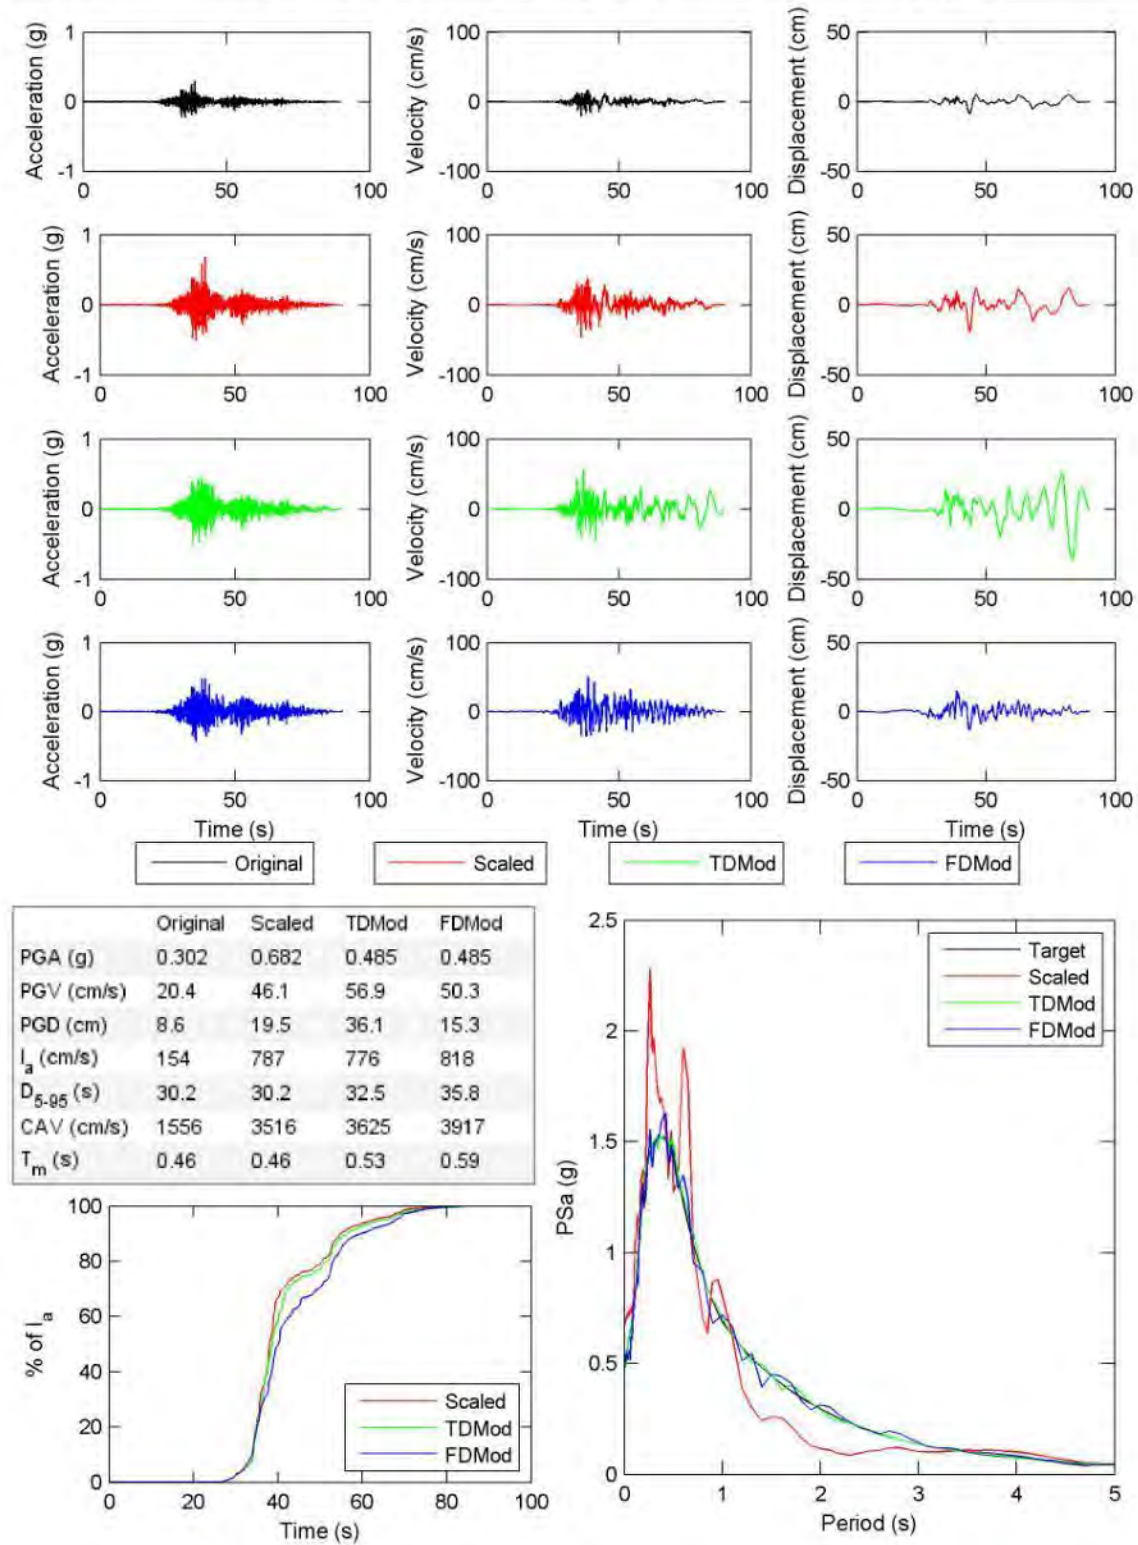 Acceleration (g)
1
0
-1
0 50 100
Velocity (cm/s)
100
0
-100
0 50 100
Displacement (cm)
50
0
-50
0 50 100
Acceleration (g)
1
0
-1
0 50 100
Velocity (cm/s)
100
0
-100
0 50 100
Displacement (cm)
50
0
-50
0 50 100
Acceleration (g)
1
0
-1
0 50 100
Velocity (cm/s)
100
0
-100
0 50 100
Displacement (cm)
50
0
-50
0 50 100
Acceleration (g)
1
0
-1
0 50 100
Time (s)
Velocity (cm/s)
100
0
-100
0 50 100
Time (s)
Displacement (cm)
50
0
-50
0 50 100
Time (s)
Original Scaled TDMod FDMod
Original Scaled TDMod FDMod
PGA (g) 0.302 0.682 0.485 0.485
PGV (cm/s) 20.4 46.1 56.9 50.3
PGD (cm) 8.6 19.5 36.1 15.3
Ia (cm/s) 154 787 776 818
D5-95 (s) 30.2 30.2 32.5 35.8
CAV (cm/s) 1556 3516 3625 3917
Tm (s) 0.46 0.46 0.53 0.59
% of Ia
100
80
60
40
20
0
0 20 40 60 80 100
Time (s)
Scaled
TDMod
FDMod
PSa (g)
2.5
2
1.5
1
0.5
0
0 1 2 3 4 5
Period (s)
Target
Scaled
TDMod
FDMod